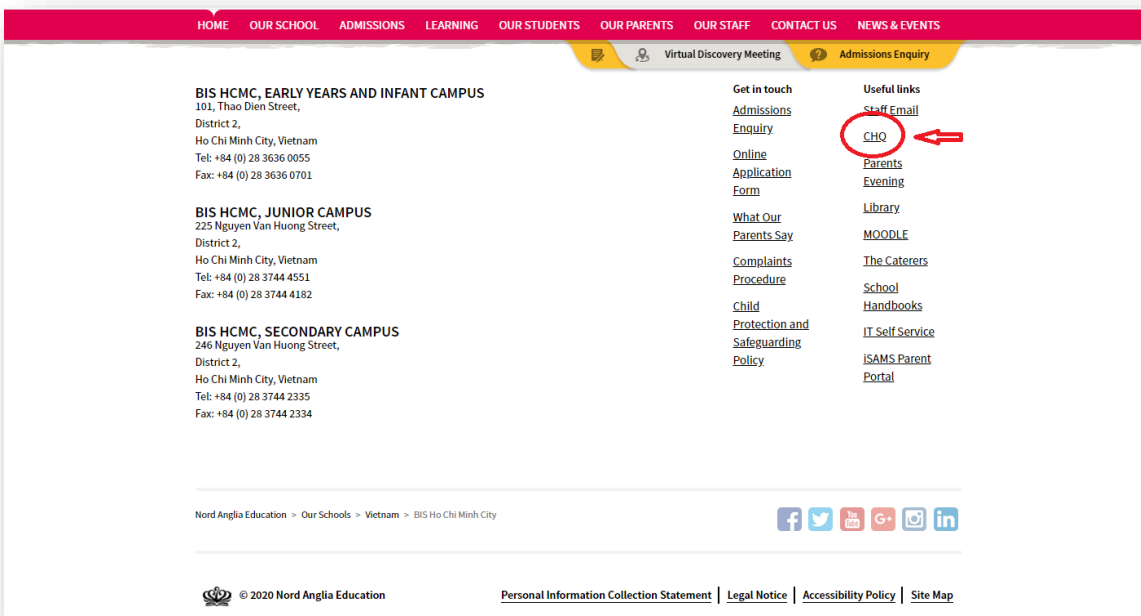 HOME OUR SCHOOL ADMISSIONS LEARNING OUR STUDENTS OUR PARENTS OUR STAFF CONTACT US NEWS & EVENTS
Virtual Discovery Meeting
Admissions Enquiry
BIS HCMC, EARLY YEARS AND INFANT CAMPUS
101, Thao Dien Street,
District 2,
Ho Chi Minh City, Vietnam
Tel: +84 (0) 28 3636 0055
Fax: +84 (0) 28 3636 0701
BIS HCMC, JUNIOR CAMPUS
225 Nguyen Van Huong Street,
District 2,
Ho Chi Minh City, Vietnam
Tel: +84 (0) 28 3744 4551
Fax: +84 (0) 28 3744 4182
BIS HCMC, SECONDARY CAMPUS
246 Nguyen Van Huong Street,
District 2,
Ho Chi Minh City, Vietnam
Tel: +84 (0) 28 3744 2335
Fax: +84 (0) 28 3744 2334
Get in touch
Admissions
Enquiry
Online
Application
Form
What Our
Parents Say
Complaints
Procedure
Child
Protection and
Safeguarding
Policy
Useful links
Staff Email
CHQ
Parents
Evening
Library
MOODLE
The Caterers
School
Handbooks
IT Self Service
iSAMS Parent
Portal
Nord Anglia Education > Our Schools > Vietnam > BIS Ho Chi Minh City
f You Tube G+ in
© 2020 Nord Anglia Education
Personal Information Collection Statement | Legal Notice | Accessibility Policy | Site Map